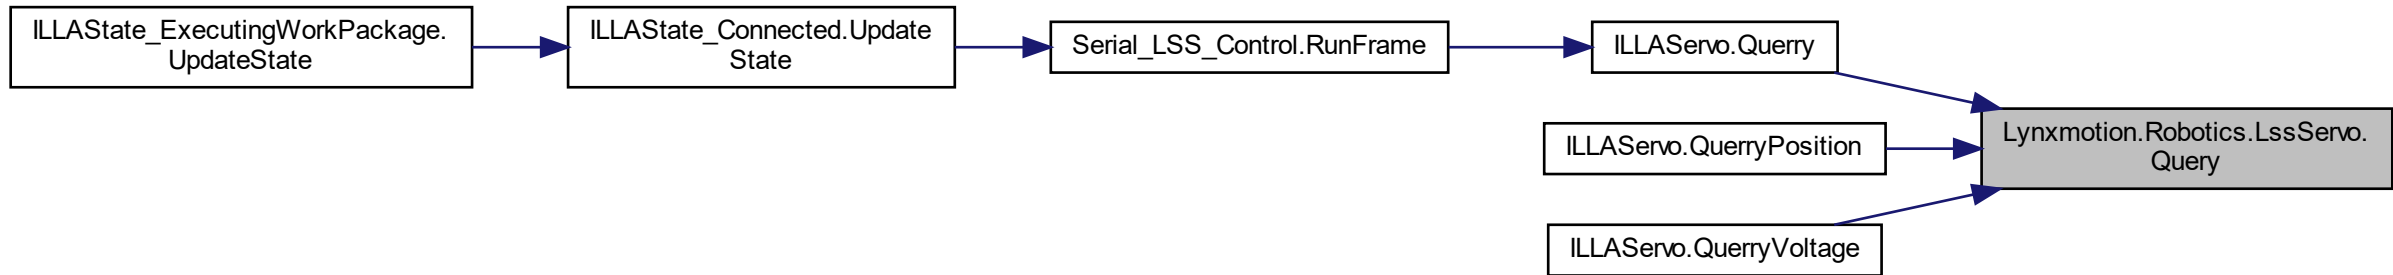 ILLAState_ExecutingWorkPackage.
UpdateState
ILLAState_Connected.Update
State
Serial_LSS_Control.RunFrame
ILLAServo.Querry
ILLAServo.QuerryPosition
ILLAServo.QuerryVoltage
Lynxmotion.Robotics.LssServo.
Query